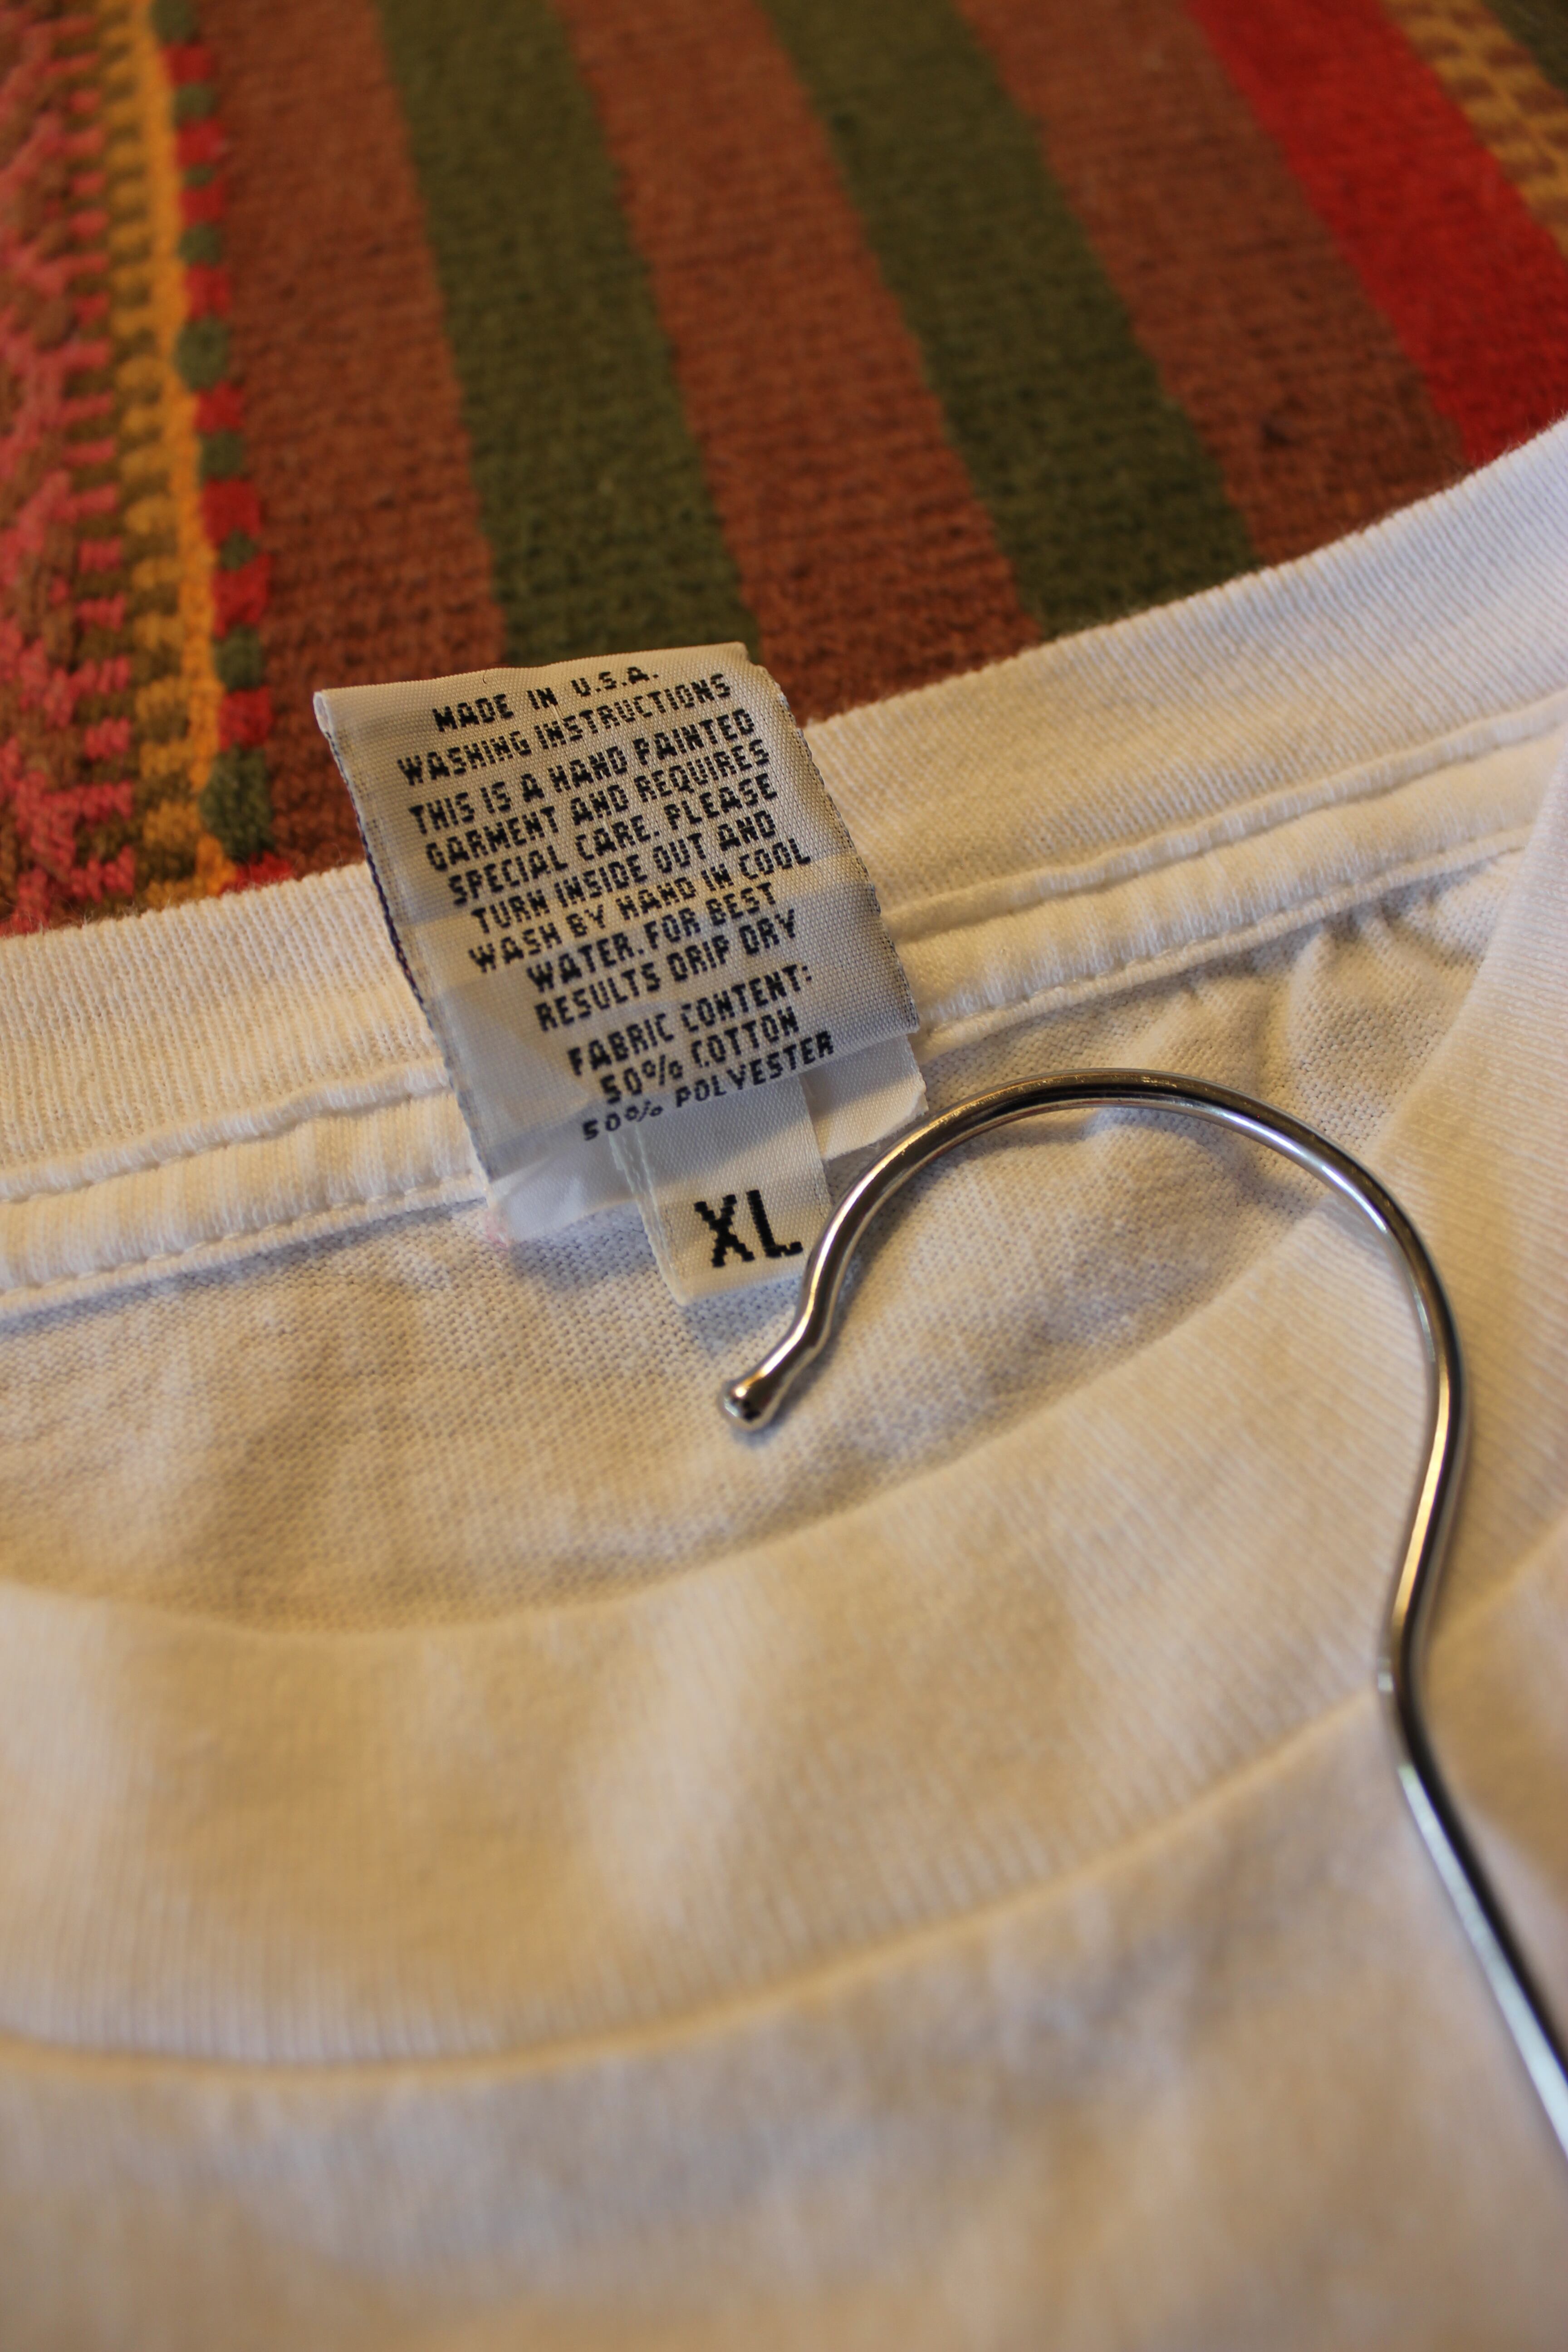 MADE IN U.S.A.
WASHING INSTRUCTIONS
THIS IS A HAND PAINTED
GARMENT AND REQUIRES
SPECIAL CARE. PLEASE
TURN INSIDE OUT AND
WASH BY HAND IN COOL
WATER. FOR BEST
RESULTS DRIP DRY
FABRIC CONTENT:
50% COTTON
50% POLYESTER
XL